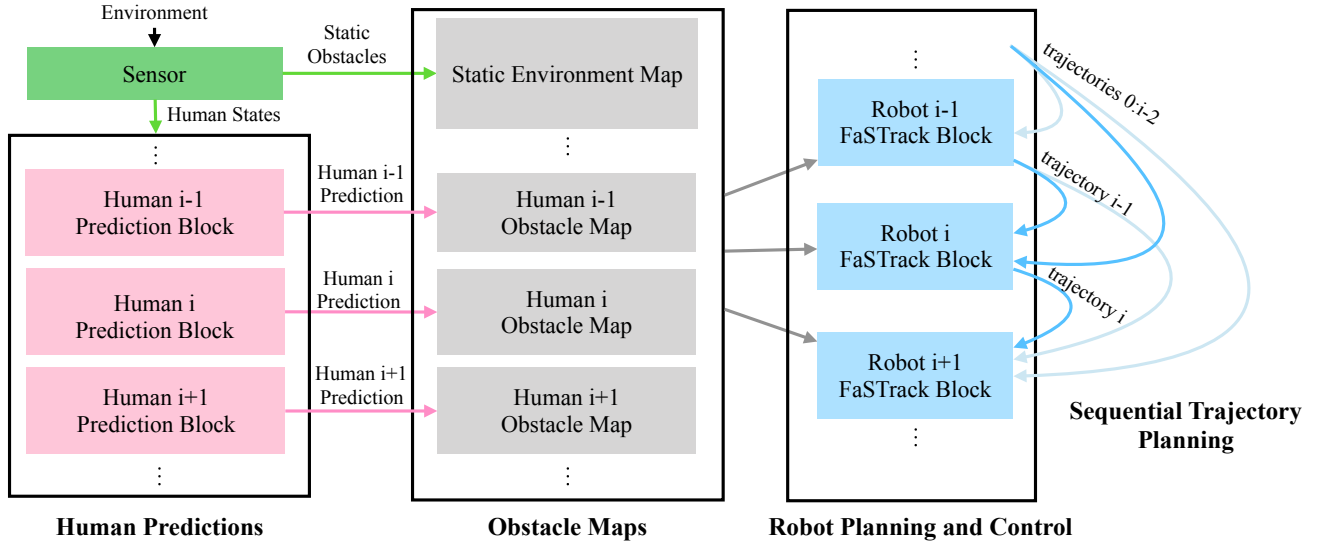 Environment
Sensor
Static
Obstacles
Human States
⋮
Human i-1
Prediction Block
Human i
Prediction Block
Human i+1
Prediction Block
⋮
Human Predictions
Human i-1
Prediction
Human i
Prediction
Human i+1
Prediction
Static Environment Map
⋮
Human i-1
Obstacle Map
Human i
Obstacle Map
Human i+1
Obstacle Map
⋮
Obstacle Maps
⋮
Robot i-1
FaSTrack Block
Robot i
FaSTrack Block
Robot i+1
FaSTrack Block
⋮
Robot Planning and Control
trajectories 0:i-2
trajectory i-1
trajectory i
Sequential Trajectory
Planning